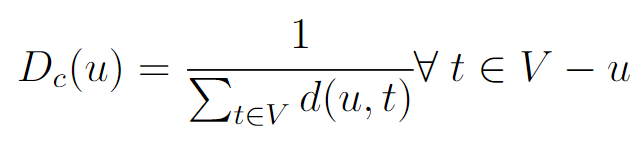 D_c(u) = \frac{1}{\sum_{t \in V} d(u,t)} \forall \, t \in V - u